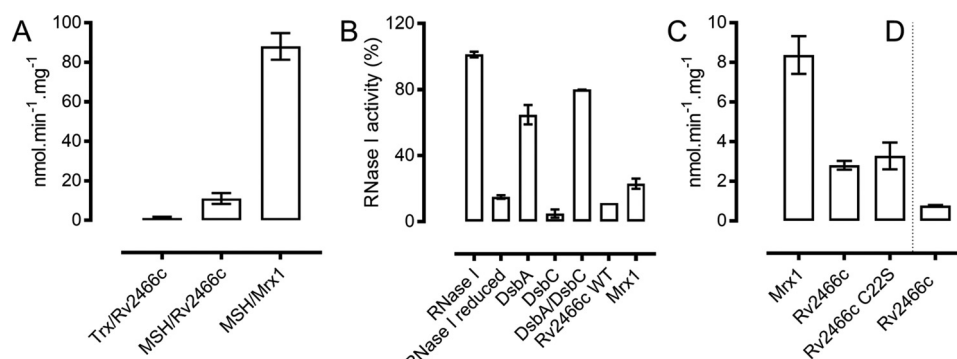 A
nmol.min-1.mg-1
100
80
60
40
20
0
Trx/Rv2466c
MSH/Rv2466c
MSH/Mrx1
B
RNase I activity (%)
120
80
40
0
RNase I
RNase I reduced
DsbA
DsbC
DsbA/DsbC
Rv2466c WT
Mrx1
C
D
nmol.min-1.mg-1
10
8
6
4
2
0
Mrx1
Rv2466c
Rv2466c C22S
Rv2466c